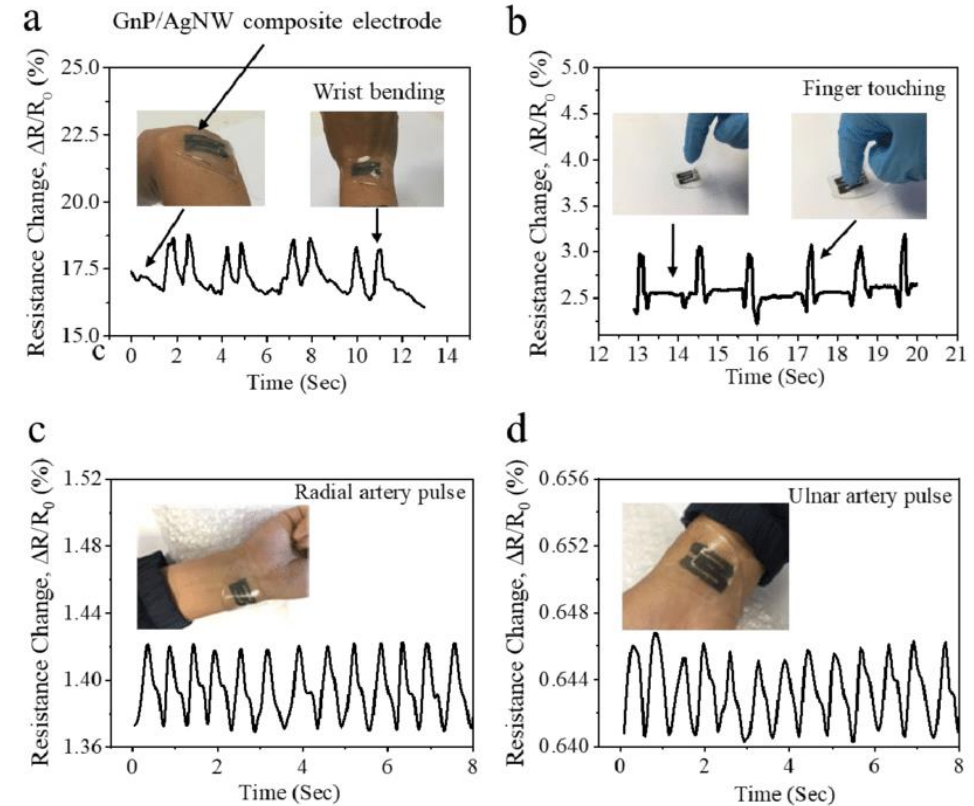 a
GnP/AgNW composite electrode
Resistance Change, ΔR/R₀ (%)
25.0
22.5
20.0
17.5
15.0
Wrist bending
c
0 2 4 6 8 10 12 14
Time (Sec)
b
Resistance Change, ΔR/R₀ (%)
5.0
4.5
4.0
3.5
3.0
2.5
Finger touching
12 13 14 15 16 17 18 19 20 21
Time (Sec)
c
Resistance Change, ΔR/R₀ (%)
1.52
1.48
1.44
1.40
1.36
Radial artery pulse
0 2 4 6 8
Time (Sec)
d
Resistance Change, ΔR/R₀ (%)
0.656
0.652
0.648
0.644
0.640
Ulnar artery pulse
0 2 4 6 8
Time (Sec)